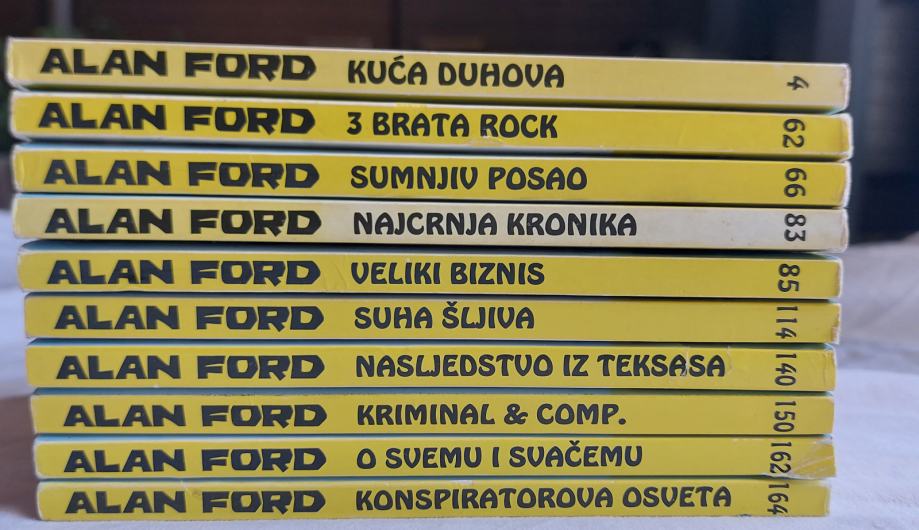 ALAN FORD KUĆA DUHOVA 4
ALAN FORD 3 BRATA ROCK 62
ALAN FORD SUMNJIV POSAO 66
ALAN FORD NAJCRNJA KRONIKA 83
ALAN FORD VELIKI BIZNIS 85
ALAN FORD SUHA ŠLJIVA 114
ALAN FORD NASLJEDSTVO IZ TEKSASA 140
ALAN FORD KRIMINAL & COMP. 150
ALAN FORD O SVEMU I SVAČEMU 162
ALAN FORD KONSPIRATOROVA OSVETA 164